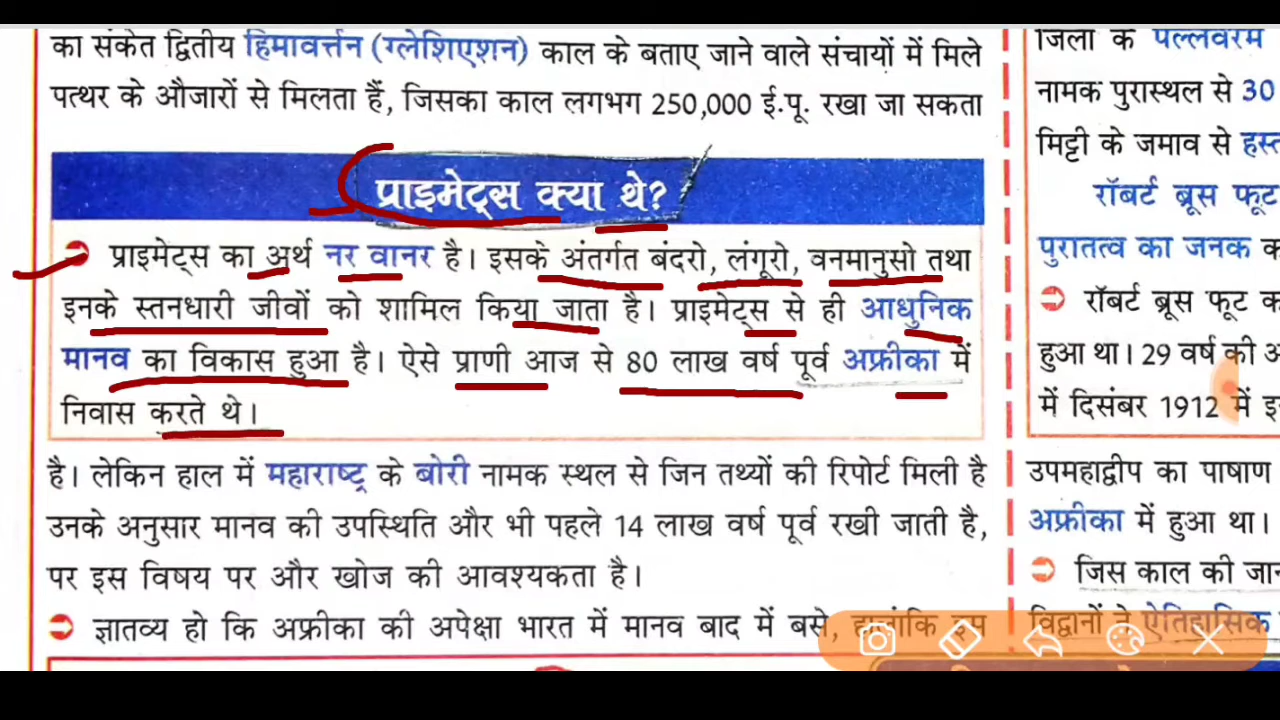 का संकेत द्वितीय हिमावर्त्तन (ग्लेशिएशन) काल के बताए जाने वाले संचायों में मिले
पत्थर के औजारों से मिलता हैं, जिसका काल लगभग 250,000 ई.पू. रखा जा सकता
प्राइमेट्स क्या थे?
प्राइमेट्स का अर्थ नर वानर है। इसके अंतर्गत बंदरो, लंगूरो, वनमानुसो तथा
इनके स्तनधारी जीवों को शामिल किया जाता है। प्राइमेट्स से ही आधुनिक
मानव का विकास हुआ है। ऐसे प्राणी आज से 80 लाख वर्ष पूर्व अफ्रीका में
निवास करते थे।
है। लेकिन हाल में महाराष्ट्र के बोरी नामक स्थल से जिन तथ्यों की रिपोर्ट मिली है
उनके अनुसार मानव की उपस्थिति और भी पहले 14 लाख वर्ष पूर्व रखी जाती है,
पर इस विषय पर और खोज की आवश्यकता है।
ज्ञातव्य हो कि अफ्रीका की अपेक्षा भारत में मानव बाद में बसे, हालांकि इस
जिला के पल्लवरम
नामक पुरास्थल से 30
मिट्टी के जमाव से
रॉबर्ट ब्रूस फूट
पुरातत्व का जनक
रॉबर्ट ब्रूस फूट
हुआ था। 29 वर्ष की
में दिसंबर 1912 में
उपमहाद्वीप का पाषाण
अफ्रीका में हुआ था।
जिस काल की
विद्वानों ने ऐतिहासिक